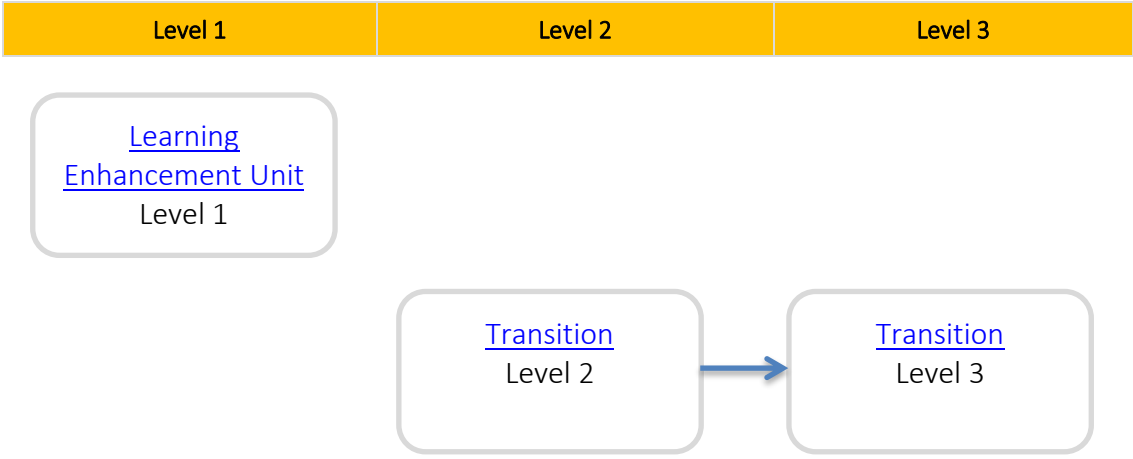 Level 1 Level 2 Level 3
Learning
Enhancement Unit
Level 1
Transition
Level 2
Transition
Level 3